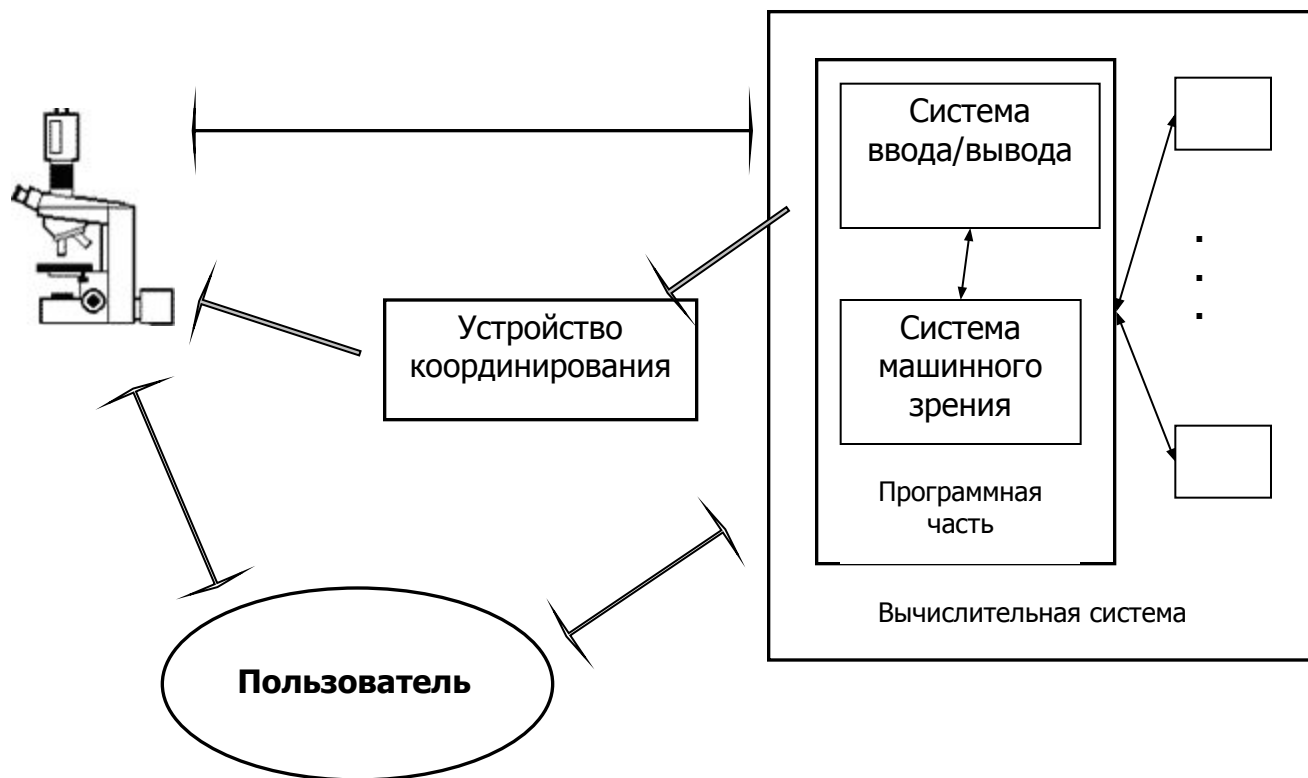 Система
ввода/вывода
Устройство
координирования
Система
машинного
зрения
Программная
часть
Вычислительная система
Пользователь